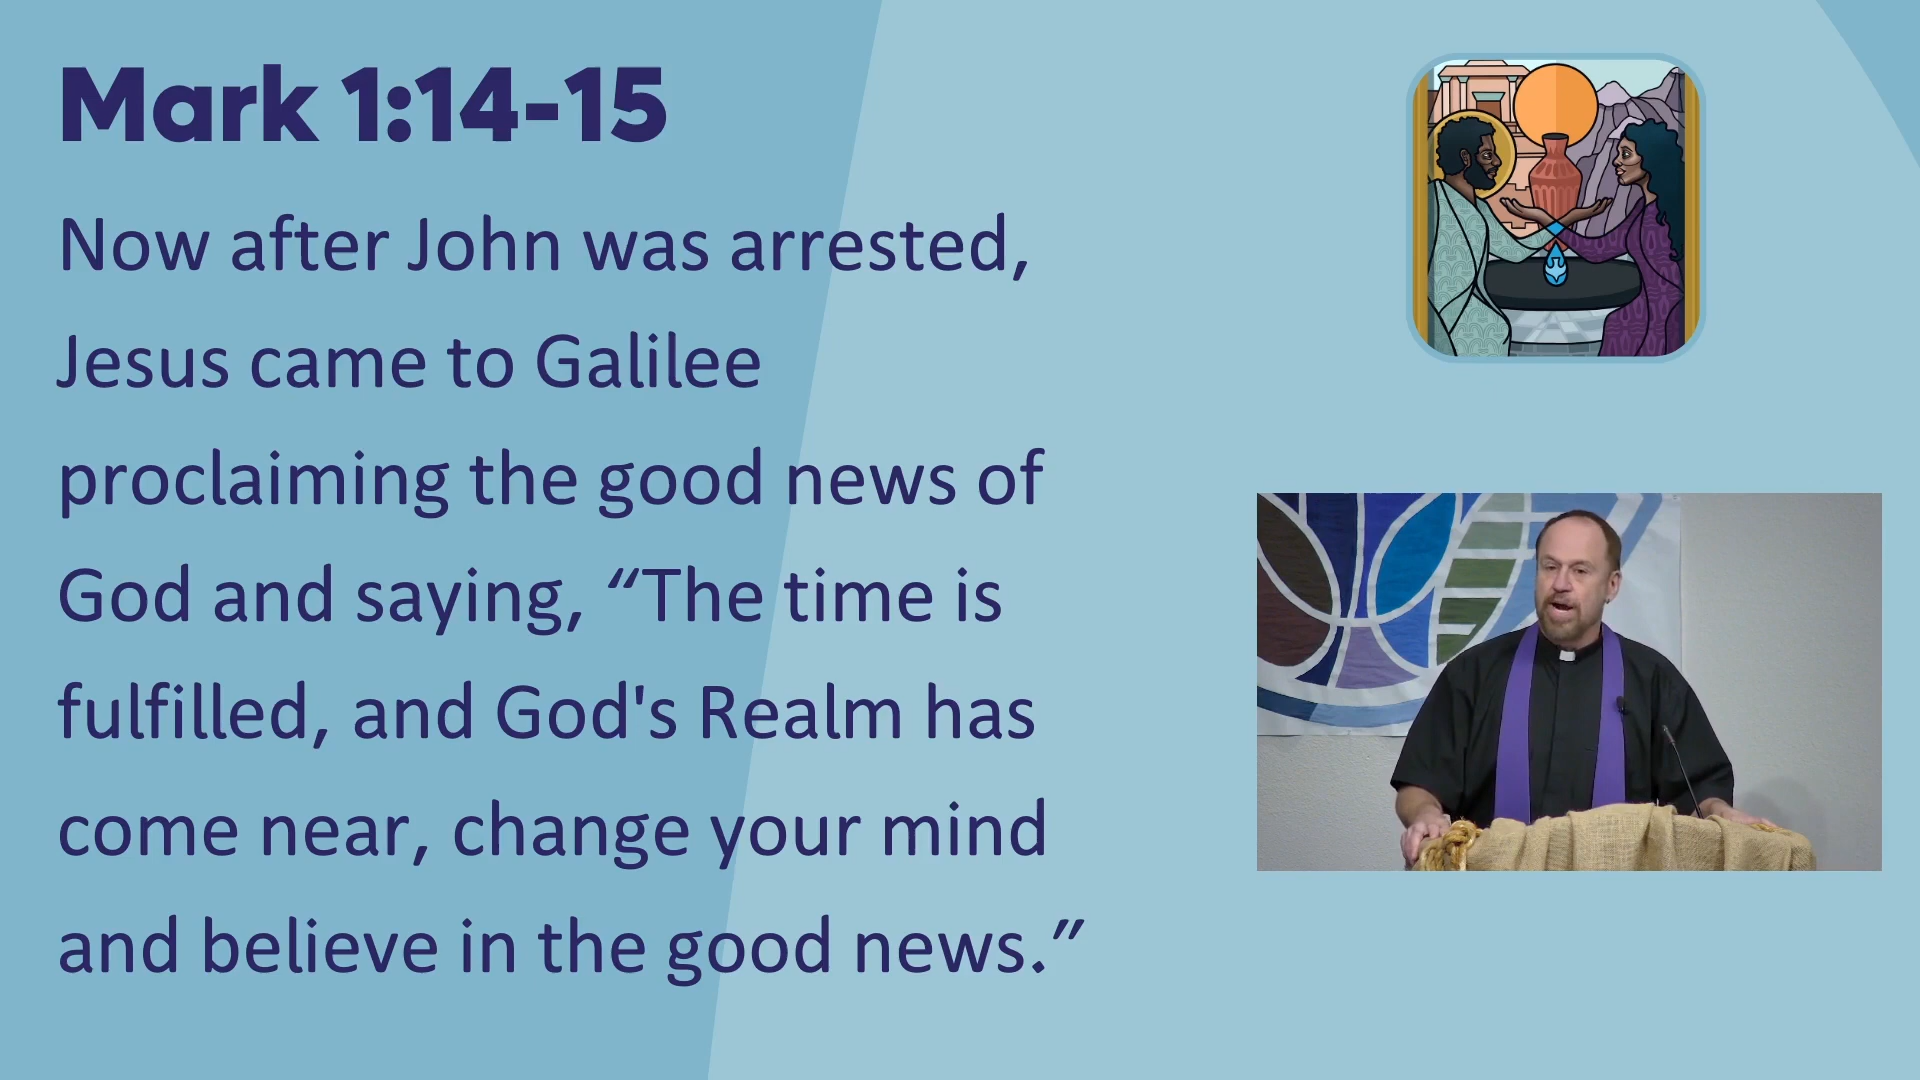 Mark 1:14-15
Now after John was arrested,
Jesus came to Galilee
proclaiming the good news of
God and saying, “The time is
fulfilled, and God's Realm has
come near, change your mind
and believe in the good news.”